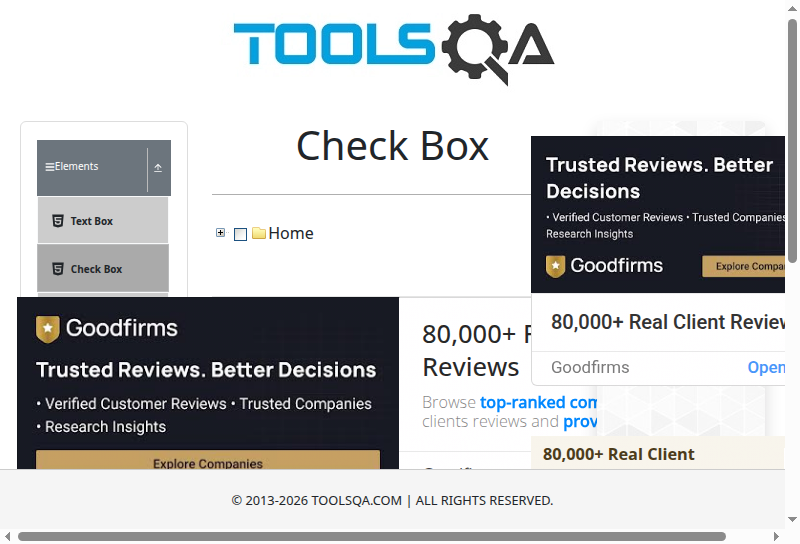 TOOLSQA
Check Box
Elements
Text Box
Check Box
Home
Trusted Reviews. Better
Decisions
• Verified Customer Reviews • Trusted Companies
Research Insights
Goodfirms
Explore
80,000+ Real Client
Goodfirms
Open
Goodfirms
Trusted Reviews. Better Decisions
• Verified Customer Reviews • Trusted Companies
• Research Insights
Explore Companies
80,000+
Reviews
Browse top-ranked
clients reviews and
80,000+ Real Client
© 2013-2026 TOOLSQA.COM | ALL RIGHTS RESERVED.